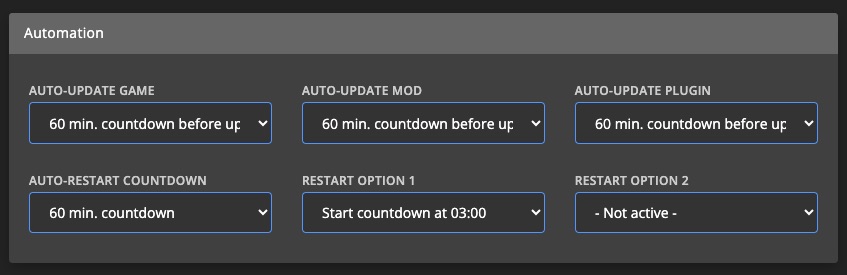 Automation
AUTO-UPDATE GAME
AUTO-UPDATE MOD
AUTO-UPDATE PLUGIN
60 min. countdown before up
60 min. countdown before up
60 min. countdown before up
AUTO-RESTART COUNTDOWN
RESTART OPTION 1
RESTART OPTION 2
60 min. countdown
Start countdown at 03:00
- Not active -